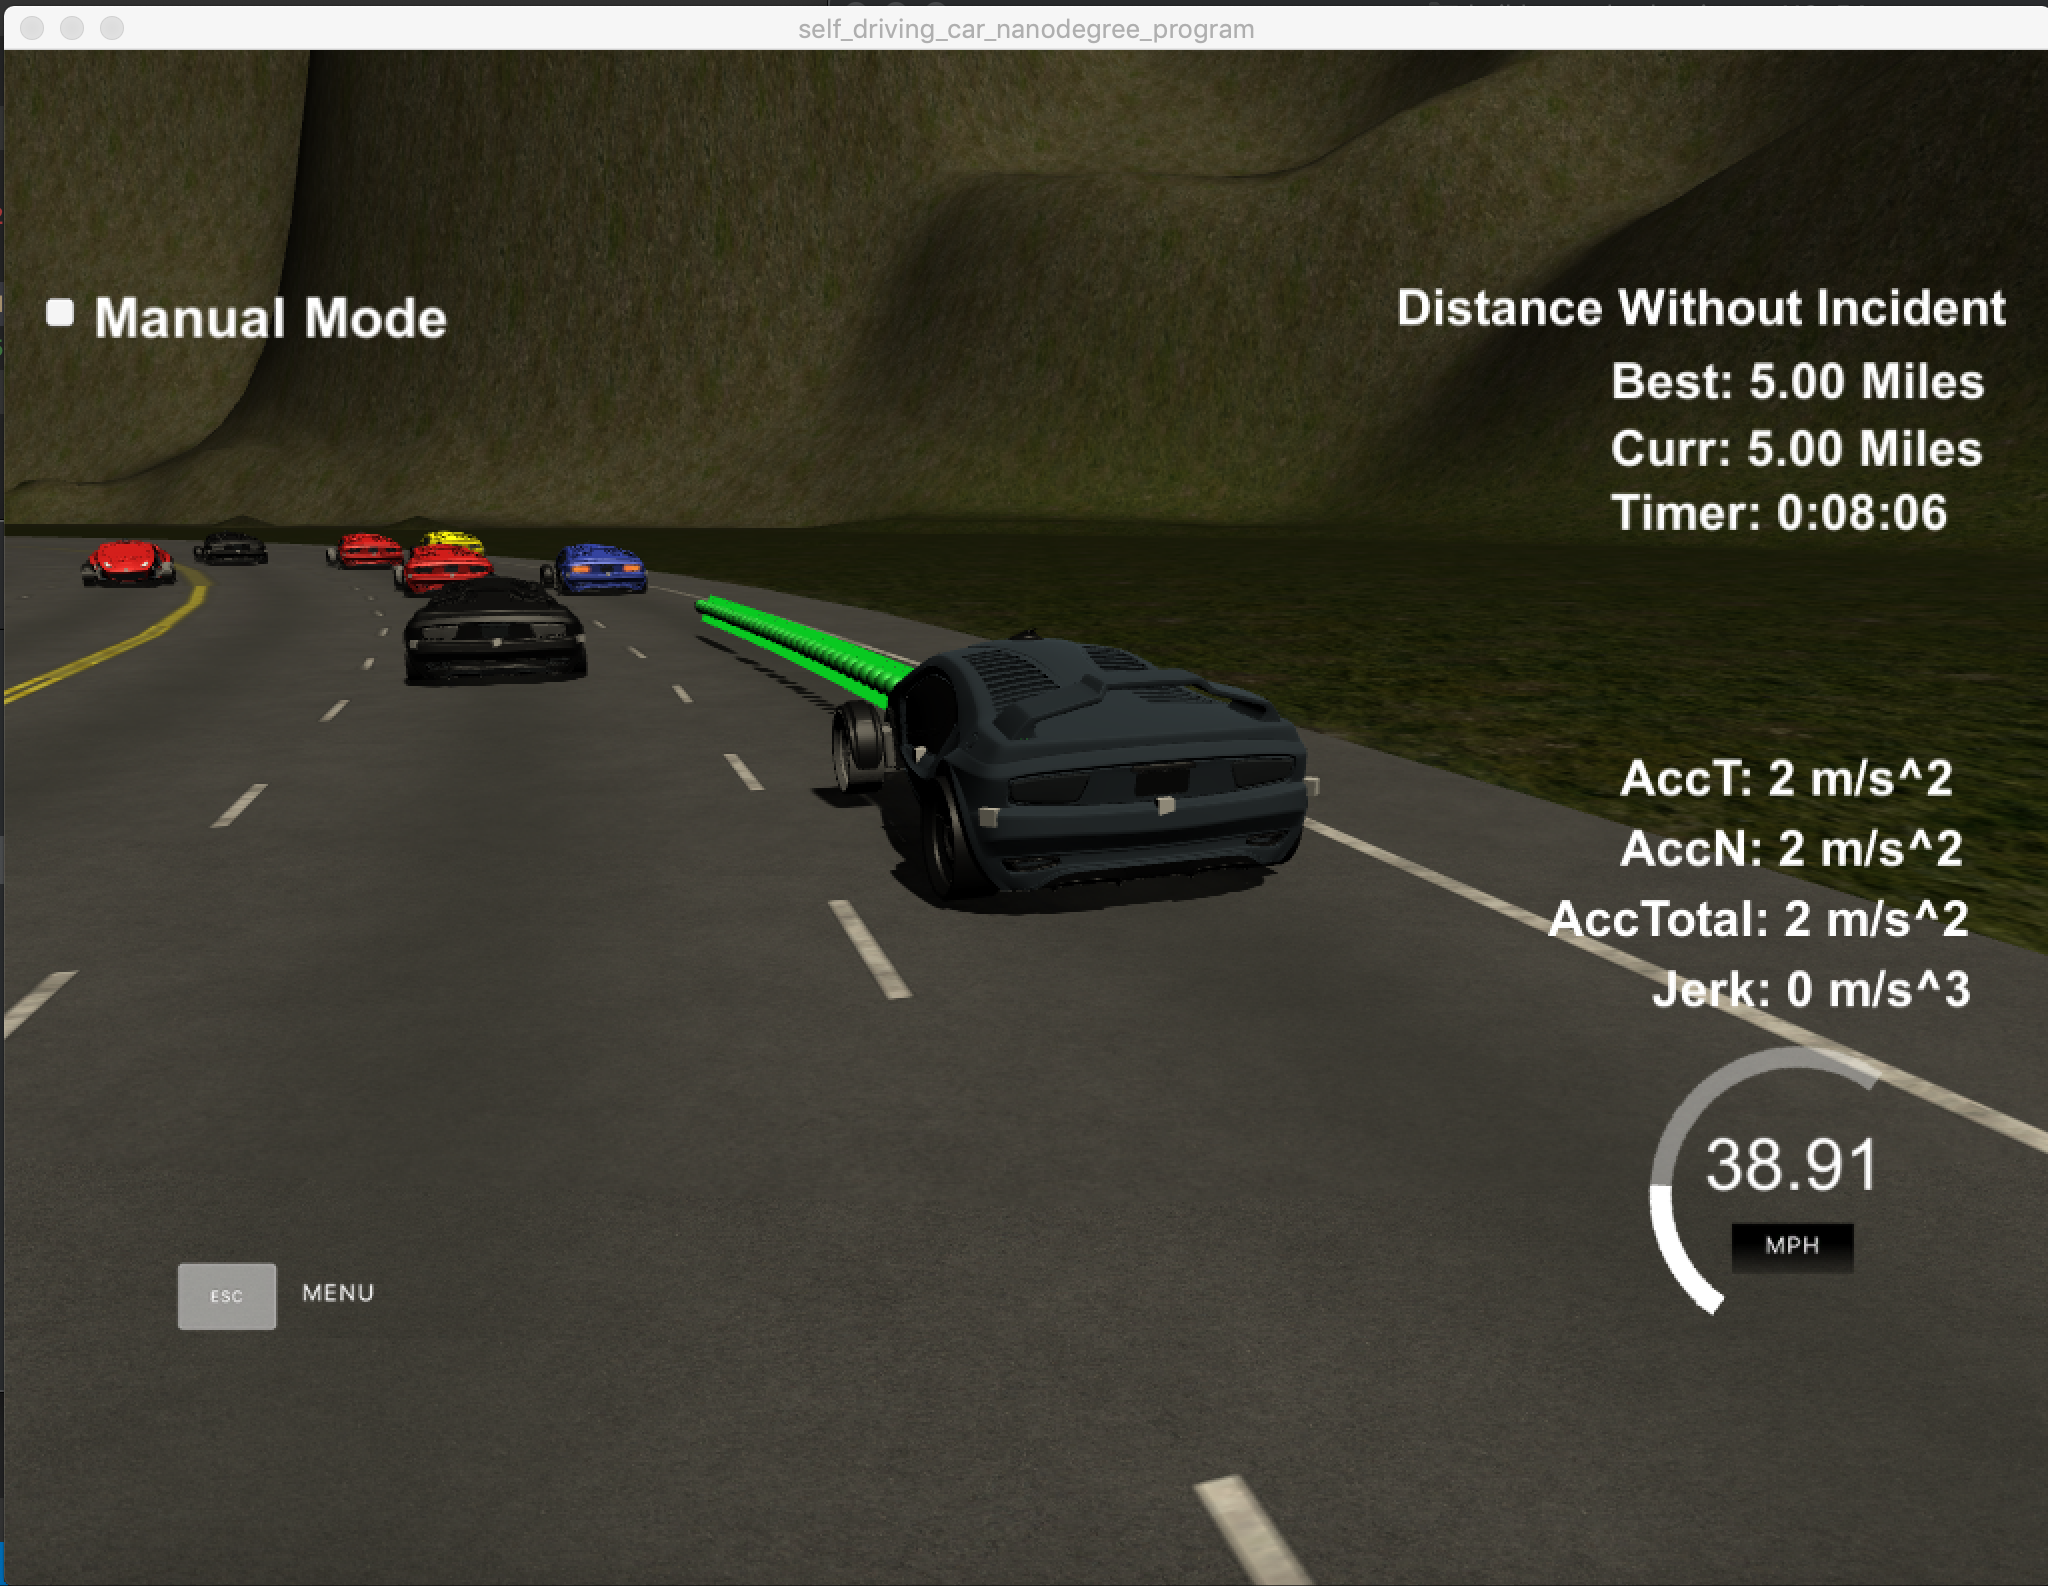 self_driving_car_nanodegree_program
Manual Mode
Distance Without Incident
Best: 5.00 Miles
Curr: 5.00 Miles
Timer: 0:08:06
AccT: 2 m/s^2
AccN: 2 m/s^2
AccTotal: 2 m/s^2
Jerk: 0 m/s^3
38.91
MPH
ESC MENU